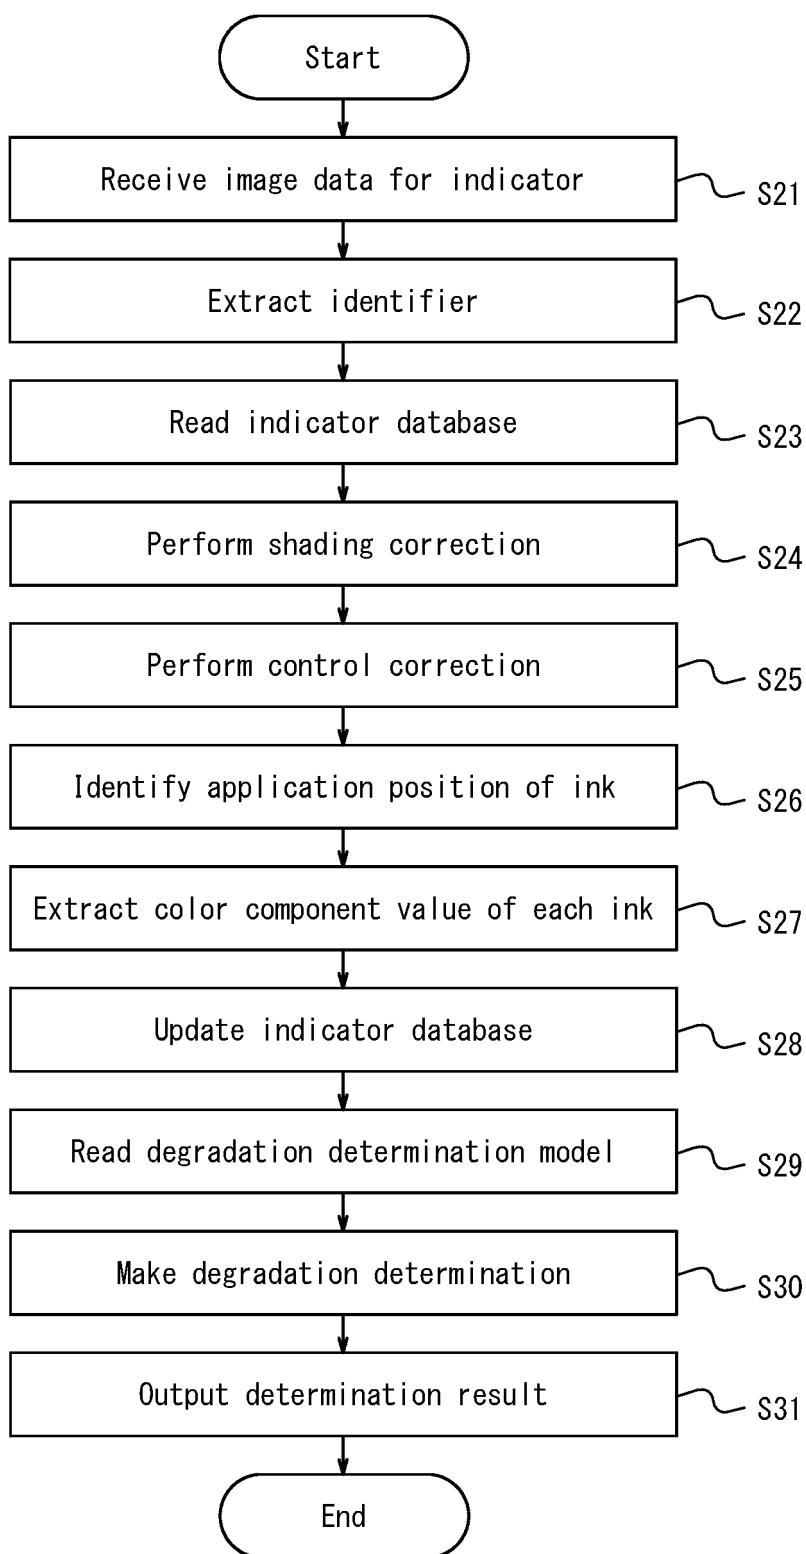 Start
Receive image data for indicator
S21
Extract identifier
S22
Read indicator database
S23
Perform shading correction
S24
Perform control correction
S25
Identify application position of ink
S26
Extract color component value of each ink
S27
Update indicator database
S28
Read degradation determination model
S29
Make degradation determination
S30
Output determination result
S31
End